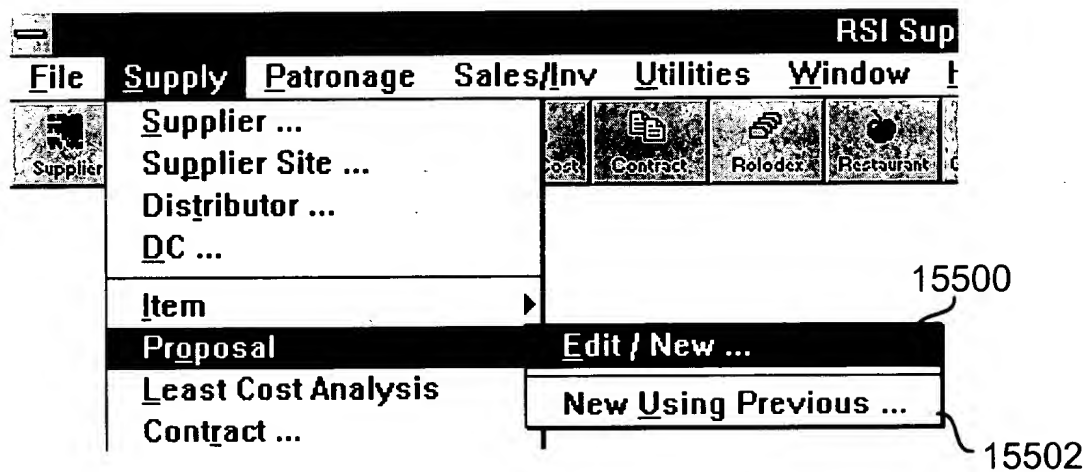 RSI Sup
File Supply Patronage Sales/Inv Utilities Window
Supplier Cost Contract Rolodex Restaurant
Supplier ...
Supplier Site ...
Distributor ...
DC ...
15500
Item
Proposal Edit / New ...
Least Cost Analysis New Using Previous ...
Contract ...
15502